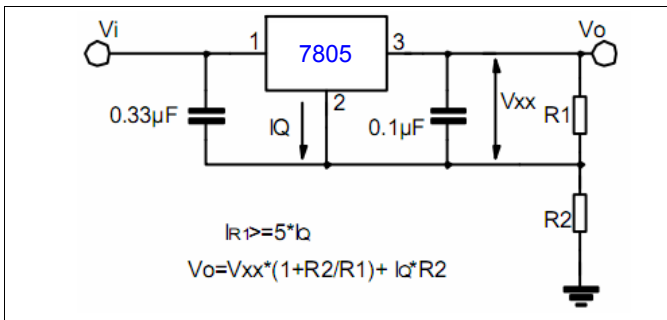 Vi
Vo
1
7805
3
2
0.33µF
IQ
0.1µF
Vxx
R1
R2
IR1>=5*IQ
Vo=Vxx*(1+R2/R1)+ IQ*R2